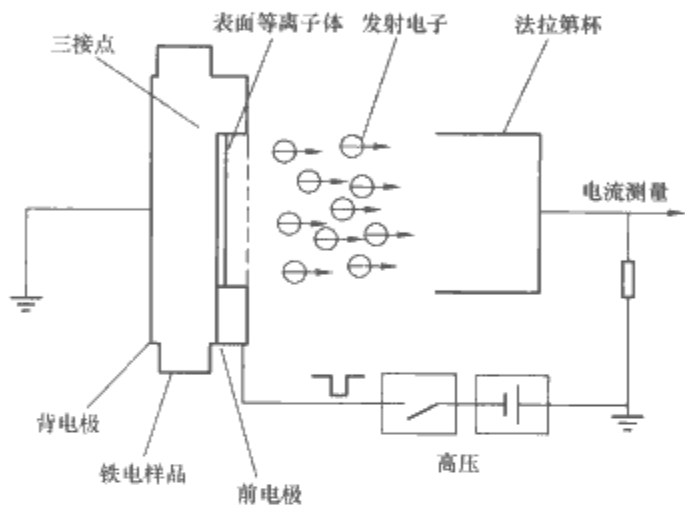 表面等离子体
发射电子
法拉第杯
三接点
电流测量
背电极
铁电样品
前电极
高压